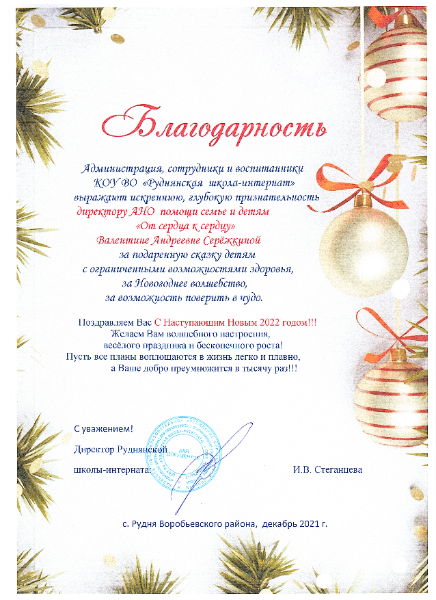 Благодарность
Администрация, сотрудники и воспитанники
КОУ ВО «Руднянская школа-интернат»
выражают искреннюю, глубокую признательность
директору АНО помощи семье и детям
«От сердца к сердцу»
Валентине Андреевне Серёжкиной
за подаренную сказку детям
с ограниченными возможностями здоровья,
за Новогоднее волшебство,
за возможность поверить в чудо.
Поздравляем Вас С Наступающим Новым 2022 годом!!!
Желаем Вам волшебного настроения,
весёлого праздника и бесконечного роста!
Пусть все планы воплощаются в жизнь легко и плавно,
а Ваше добро преумножится в тысячу раз!!!
С уважением!
Директор Руднянской
школы-интерната:
И.В. Стеганцева
с. Рудня Воробьевского района, декабрь 2021 г.